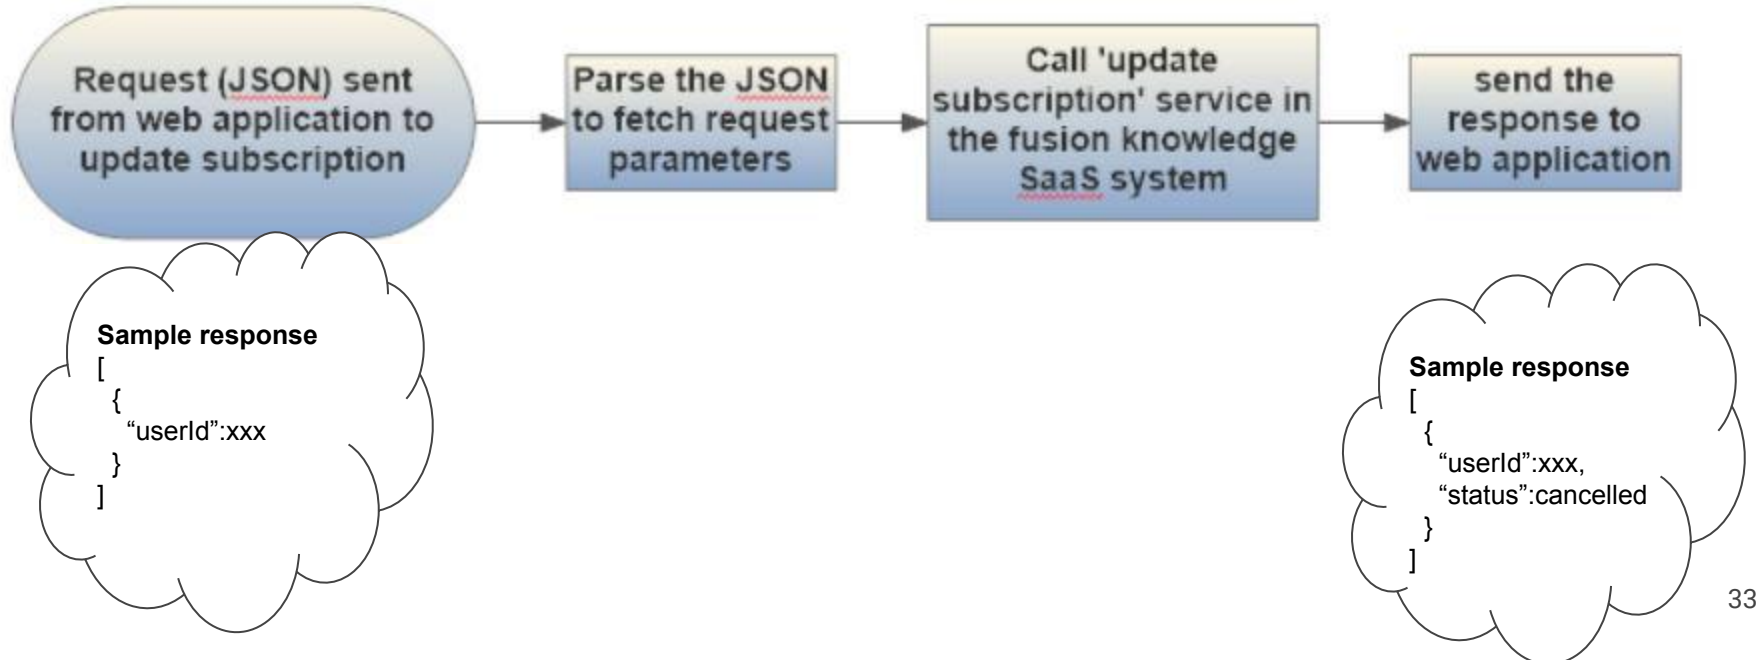 Request (JSON) sent
from web application to
update subscription
Parse the JSON
to fetch request
parameters
Call 'update
subscription' service in
the fusion knowledge
SaaS system
send the
response to
web application
Sample response
[
{
“userId”:xxx
}
]
Sample response
[
{
“userId”:xxx,
“status”:cancelled
}
]
33